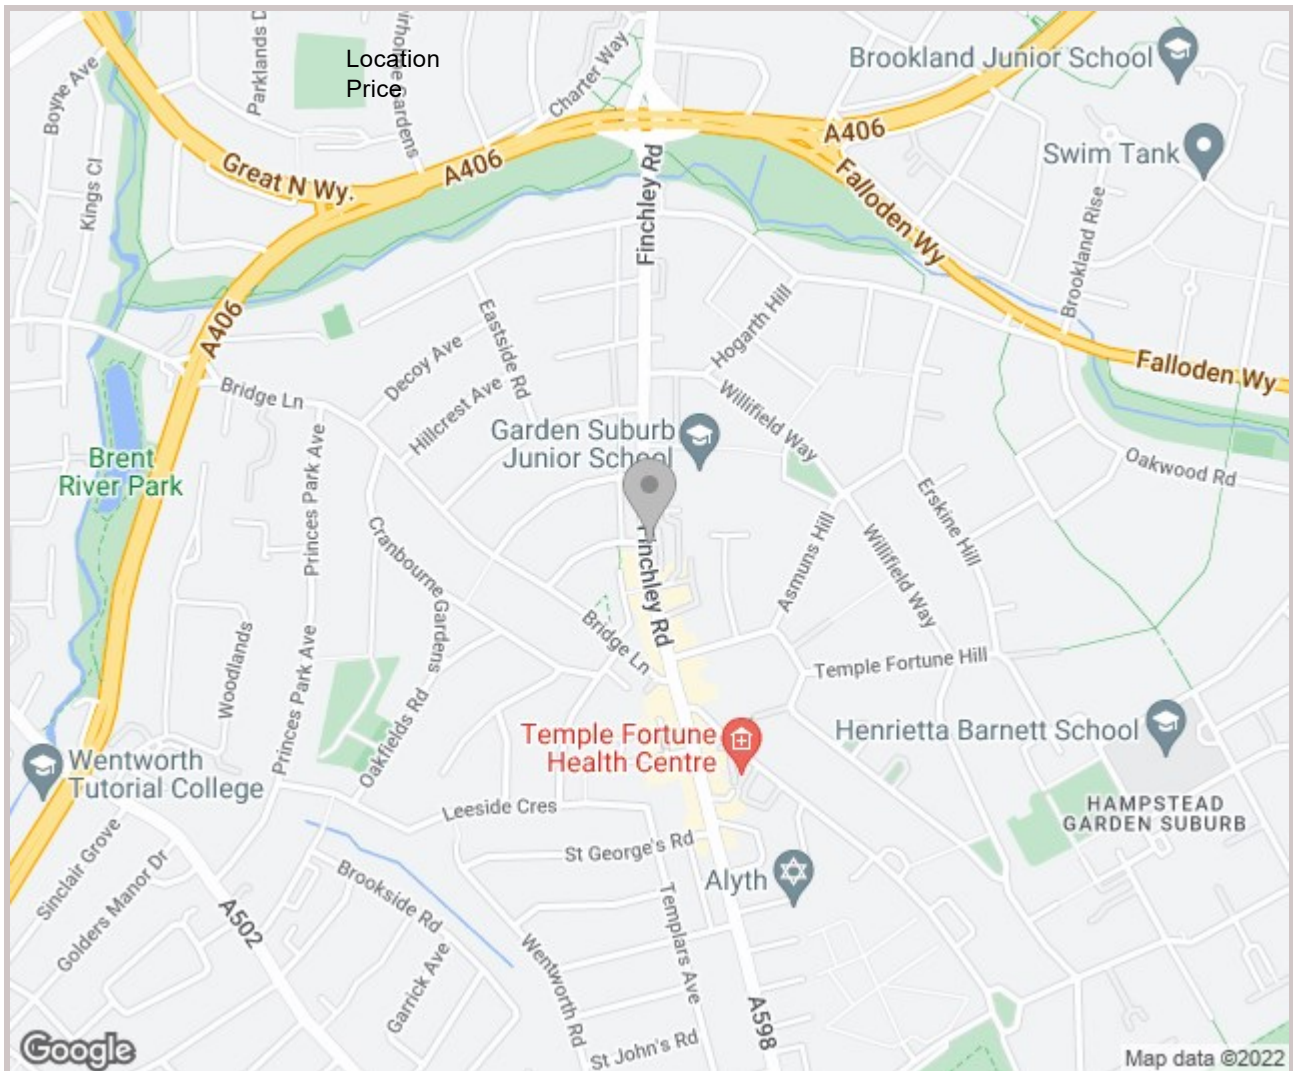 Location
Price
Boyne Ave
Parklands D
Charter Way
Brookland Junior School
Kings Cl
Great N Wy.
A406
A406
Swim Tank
Finchley Rd
Falloden Wy
Brookland Rise
A406
Eastside Rd
Hogarth Hill
Decoy Ave
Falloden Wy
Bridge Ln
Hillcrest Ave
Willifield Way
Garden Suburb
Junior School
Brent
River Park
Princes Park Ave
Oakwood Rd
Erskine Hill
Cranbourne Gardens
Finchley Rd
Asmuns Hill
Willifield Way
Bridge Ln
Woodlands
Princes Park Ave
Temple Fortune Hill
Oakfields Rd
Temple Fortune
Health Centre
Henrietta Barnett School
Wentworth
Tutorial College
Leeside Cres
HAMPSTEAD
GARDEN SUBURB
Sinclair Grove
St George's Rd
Golders Manor Dr
Brookside Rd
Alyth
A502
Templars Ave
Wentworth Rd
Garrick Ave
A598
St John's Rd
Google
Map data ©2022